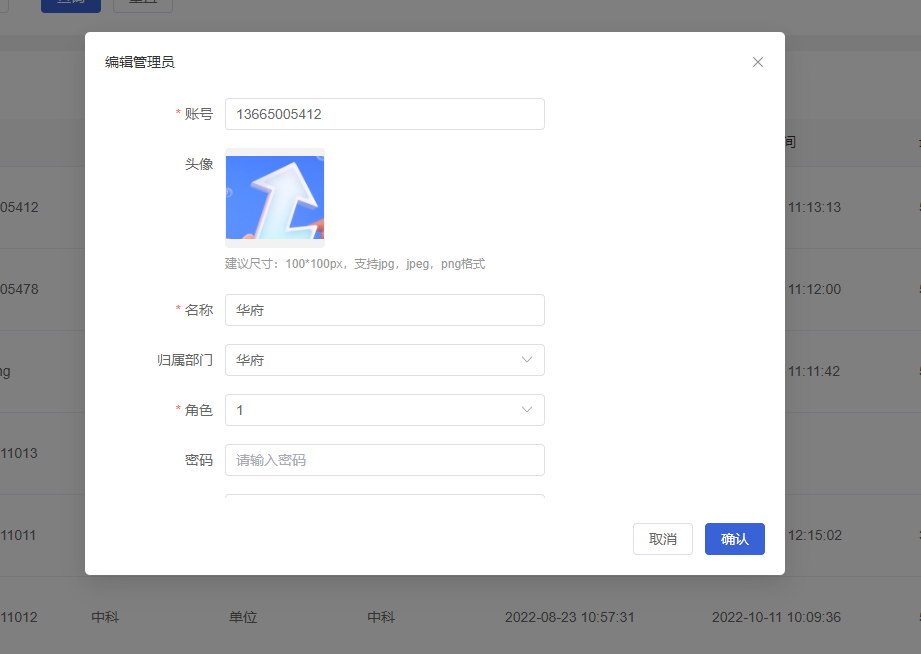 查询 重置
编辑管理员
* 账号 13665005412
间
头像
05412 11:13:13
建议尺寸：100*100px，支持jpg，jpeg，png格式
05478 11:12:00
* 名称 华府
归属部门 华府
ng 11:11:42
* 角色 1
11013
密码 请输入密码
11011 12:15:02
取消 确认
11012 中科 单位 中科 2022-08-23 10:57:31 2022-10-11 10:09:36